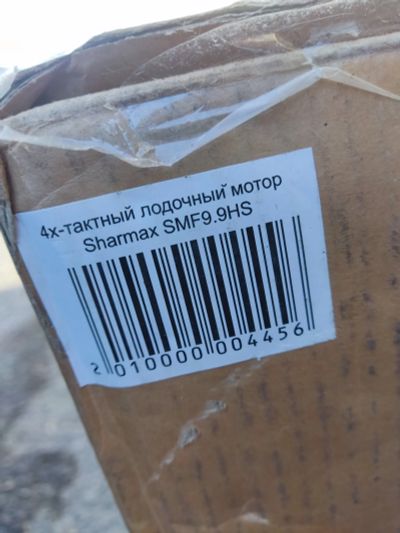 4х-тактный лодочный мотор
Sharmax SMF9.9HS
2 010000 004456